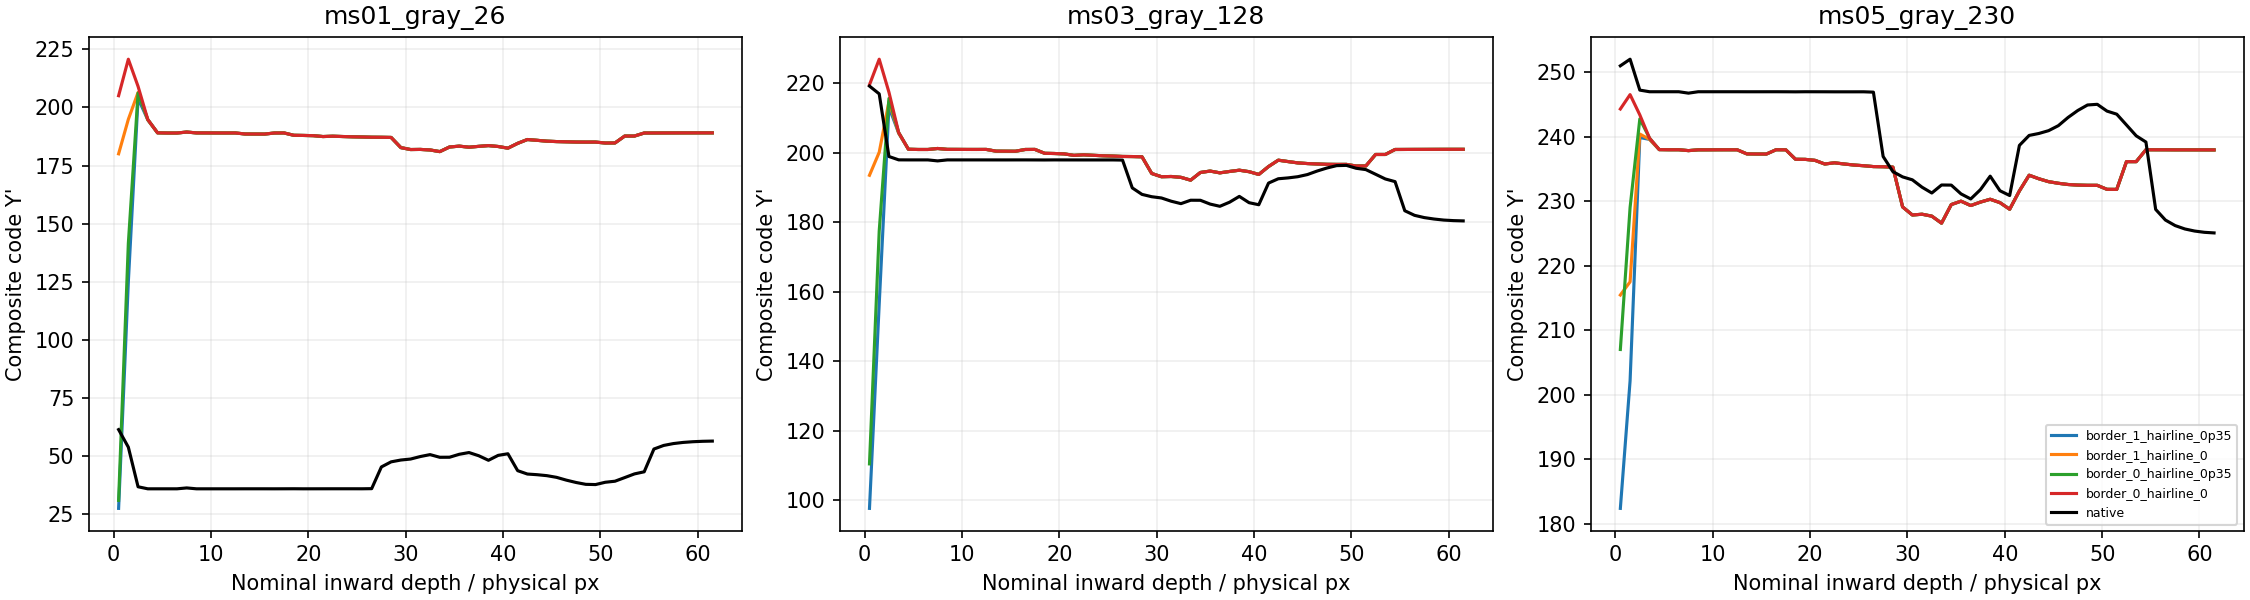 ms01_gray_26
225
200
175
150
125
100
75
50
25
0 10 20 30 40 50 60
Composite code Y'
Nominal inward depth / physical px
ms03_gray_128
220
200
180
160
140
120
100
0 10 20 30 40 50 60
Composite code Y'
Nominal inward depth / physical px
ms05_gray_230
250
240
230
220
210
200
190
180
0 10 20 30 40 50 60
Composite code Y'
Nominal inward depth / physical px
border_1_hairline_0p35
border_1_hairline_0
border_0_hairline_0p35
border_0_hairline_0
native